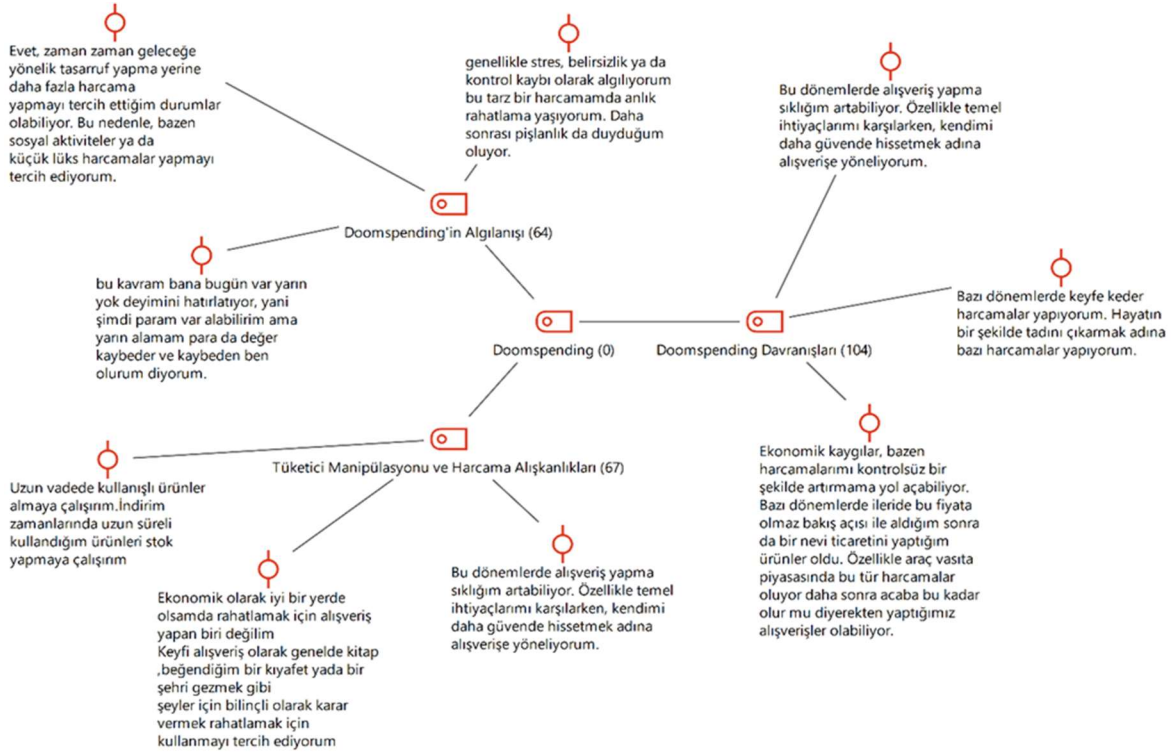 Evet, zaman zaman geleceğe
yönelik tasarruf yapma yerine
daha fazla harcama
yapmayı tercih ettiğim durumlar
olabiliyor. Bu nedenle, bazen
sosyal aktiviteler ya da
küçük lüks harcamalar yapmayı
tercih ediyorum.
genellikle stres, belirsizlik ya da
kontrol kaybı olarak algılıyorum
bu tarz bir harcamamda anlık
rahatlama yaşıyorum. Daha
sonrası pişlanlık da duyduğum
oluyor.
Bu dönemlerde alışveriş yapma
sıklığım artabiliyor. Özellikle temel
ihtiyaçlarımı karşılarken, kendimi
daha güvende hissetmek adına
alışverişe yöneliyorum.
Doomspending'in Algılanışı (64)
bu kavram bana bugün var yarın
yok deyimini hatırlatıyor, yani
şimdi param var alabilirim ama
yarın alamam para da değer
kaybeder ve kaybeden ben
olurum diyorum.
Doomspending (0)
Doomspending Davranışları (104)
Bazı dönemlerde keyfe keder
harcamalar yapıyorum. Hayatın
bir şekilde tadını çıkarmak adına
bazı harcamalar yapıyorum.
Tüketici Manipülasyonu ve Harcama Alışkanlıkları (67)
Uzun vadede kullanışlı ürünler
almaya çalışırım.İndirim
zamanlarında uzun süreli
kullandığım ürünleri stok
yapmaya çalışırım
Ekonomik olarak iyi bir yerde
olsamda rahatlamak için alışveriş
yapan biri değilim
Keyfi alışveriş olarak genelde kitap
,beğendiğim bir kıyafet yada bir
şehri gezmek gibi
şeyler için bilinçli olarak karar
vermek rahatlamak için
kullanmayı tercih ediyorum
Bu dönemlerde alışveriş yapma
sıklığım artabiliyor. Özellikle temel
ihtiyaçlarımı karşılarken, kendimi
daha güvende hissetmek adına
alışverişe yöneliyorum.
Ekonomik kaygılar, bazen
harcamalarımı kontrolsüz bir
şekilde artırmama yol açabiliyor.
Bazı dönemlerde ileride bu fiyata
olmaz bakış açısı ile aldığım sonra
da bir nevi ticaretini yaptığım
ürünler oldu. Özellikle araç vasıta
piyasasında bu tür harcamalar
oluyor daha sonra acaba bu kadar
olur mu diyerekten yaptığımız
alışverişler olabiliyor.